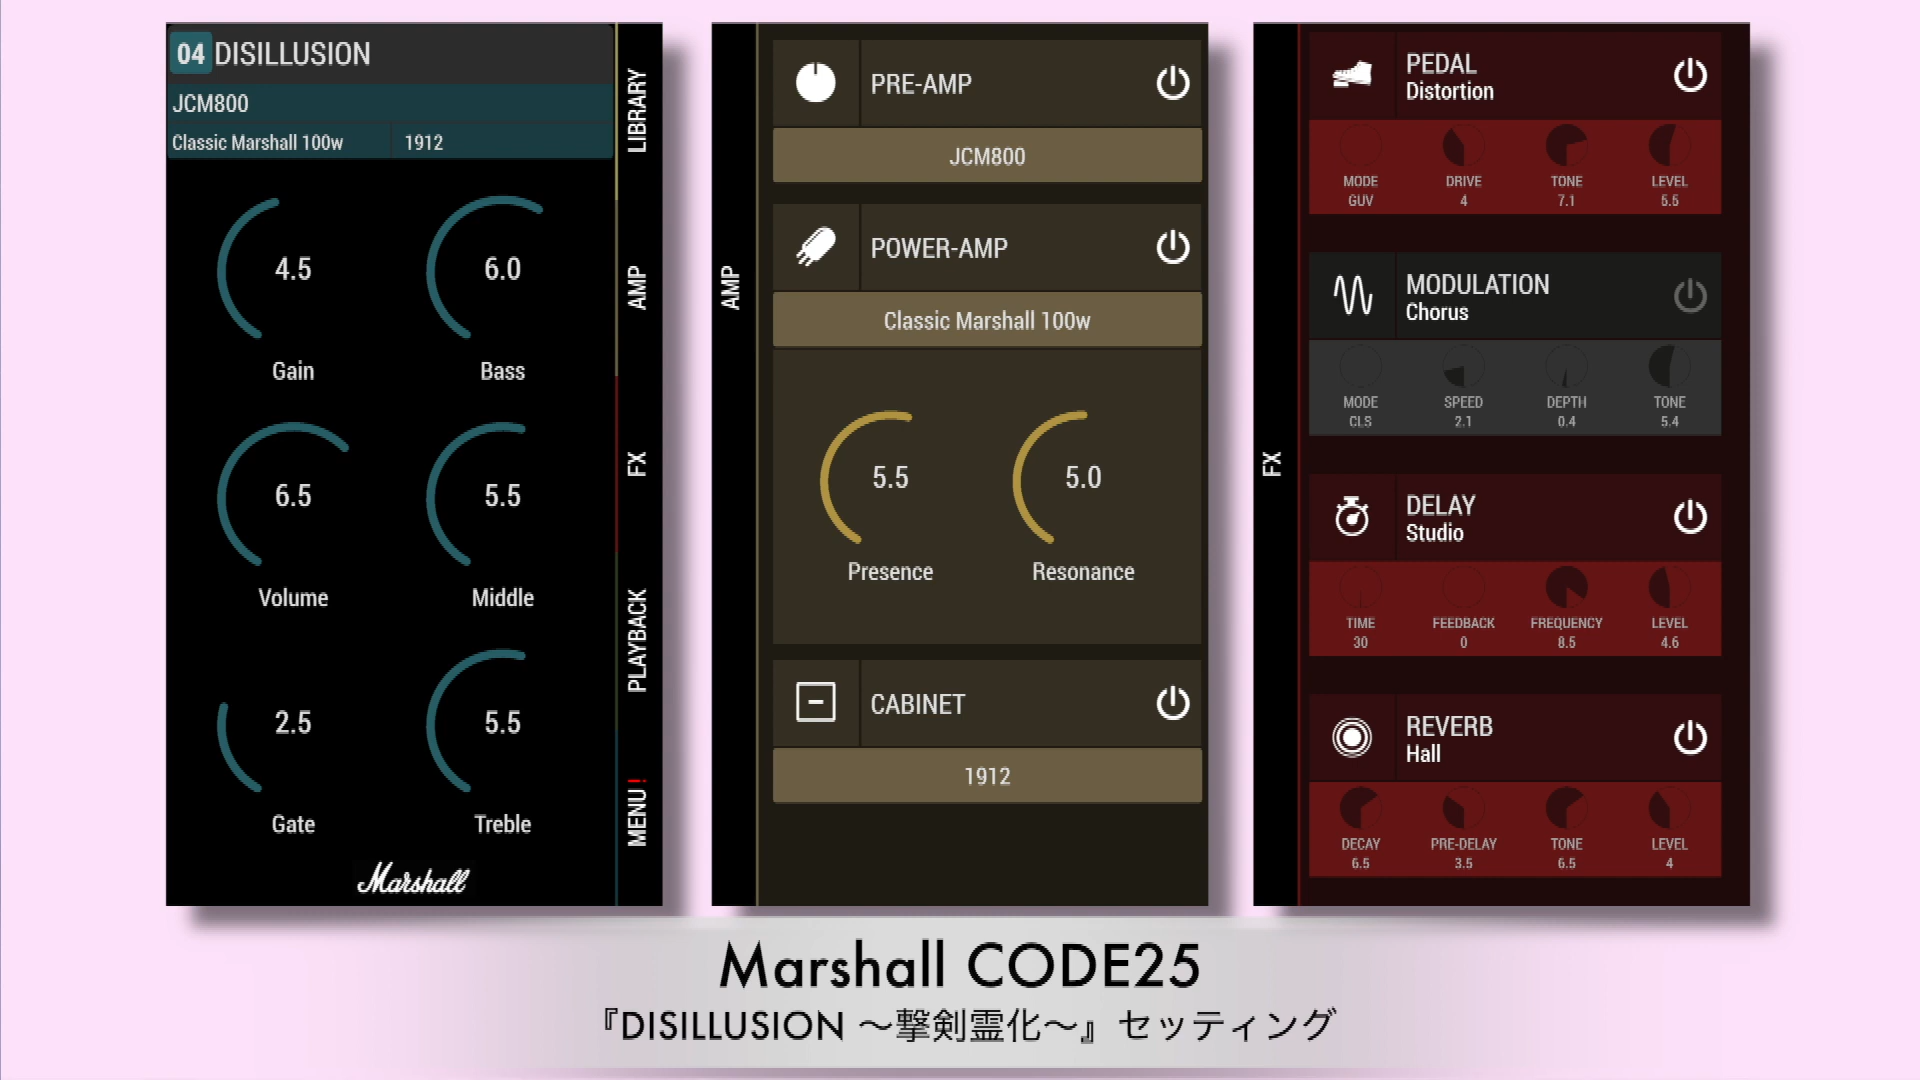 04 DISILLUSION
JCM800
Classic Marshall 100w 1912
4.5 6.0
Gain Bass
6.5 5.5
Volume Middle
2.5 5.5
Gate Treble
Marshall
LIBRARY
AMP
FX
PLAYBACK
MENU !
AMP
PRE-AMP
JCM800
POWER-AMP
Classic Marshall 100w
5.5 5.0
Presence Resonance
CABINET
1912
FX
PEDAL
Distortion
MODE DRIVE TONE LEVEL
GUV 4 7.1 5.5
MODULATION
Chorus
MODE SPEED DEPTH TONE
CLS 2.1 0.4 5.4
DELAY
Studio
TIME FEEDBACK FREQUENCY LEVEL
30 0 8.5 4.6
REVERB
Hall
DECAY PRE-DELAY TONE LEVEL
6.5 3.5 6.5 4
Marshall CODE25
『DISILLUSION 〜撃剣霊化〜』セッティング